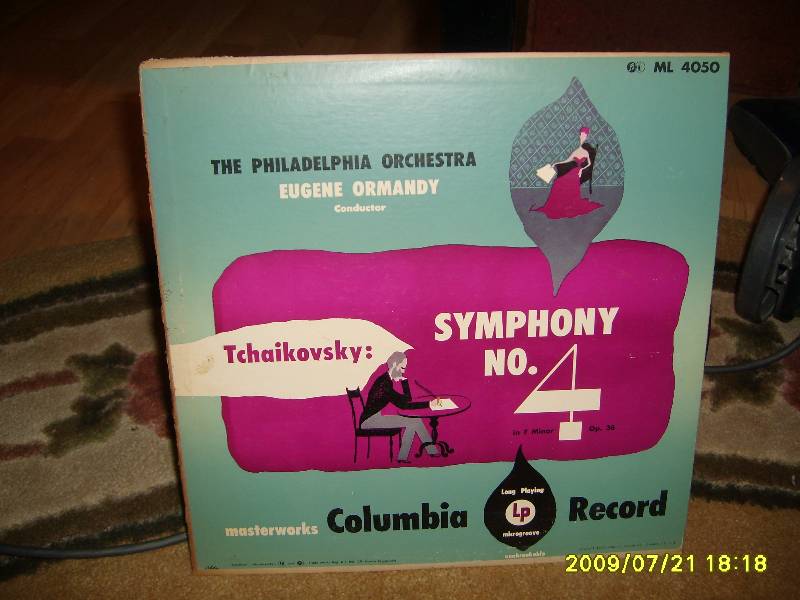 ML 4050
THE PHILADELPHIA ORCHESTRA
EUGENE ORMANDY
Conductor
SYMPHONY
NO. 4
Tchaikovsky:
in F Minor Op. 36
Long Playing
Lp
microgroove
masterworks Columbia Record
2009/07/21 18:18